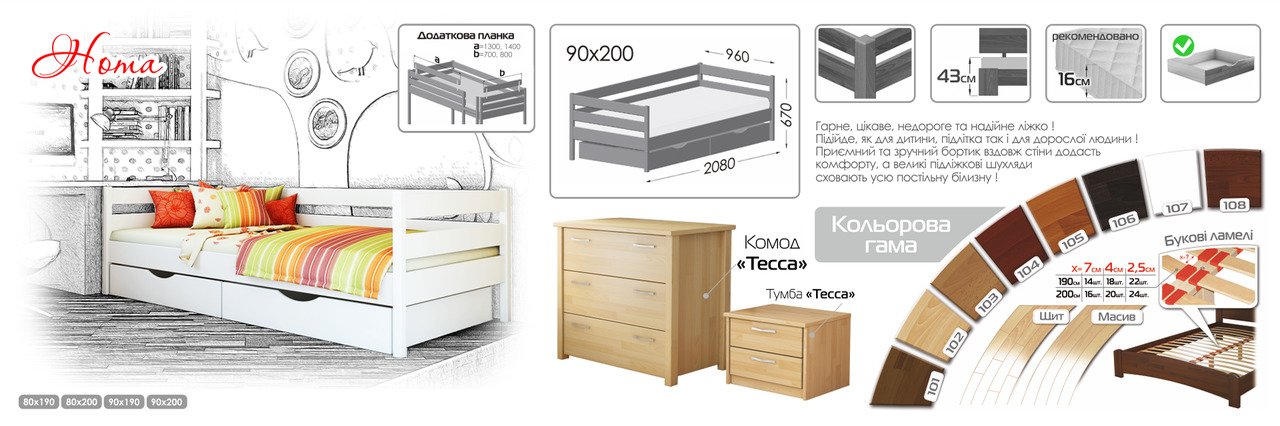 Нота
Додаткова планка
a=1300, 1400
b=700, 800
a
b
90x200
960
670
2080
43см
рекомендовано
16см
Гарне, цікаве, недороге та надійне ліжко !
Підійде, як для дитини, підлітка так і для дорослої людини !
Приємний та зручний бортик вздовж стіни додасть
комфорту, а великі підліжкові шухляди
сховають усю постільну білизну !
Комод
«Тесса»
Тумба «Тесса»
Кольорова
гама
101
102
103
104
105
106
107
108
Букові ламелі
x=?
X= 7см 4см 2,5см
190см 14шт. 18шт. 22шт.
200см 16шт. 20шт. 24шт.
Щит
Масив
80x190
80x200
90x190
90x200